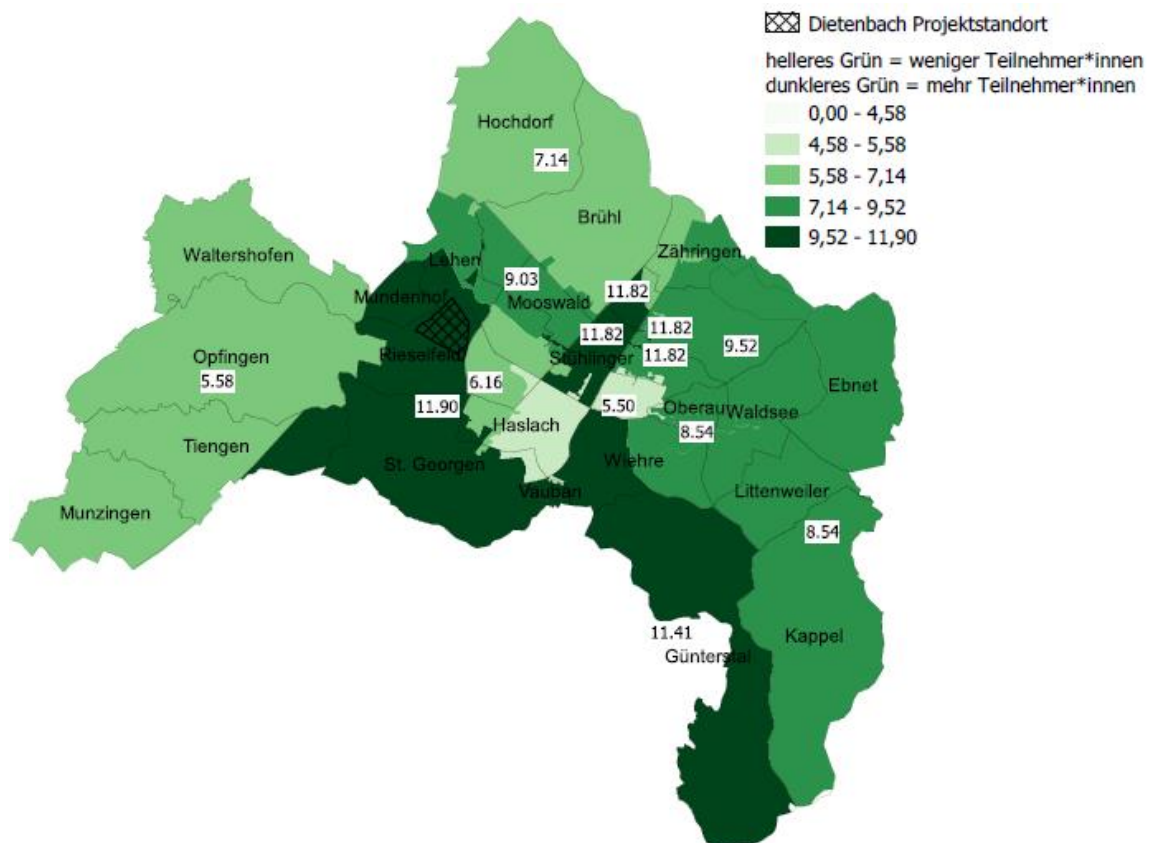 Dietenbach Projektstandort
helleres Grün = weniger Teilnehmer*innen
dunkleres Grün = mehr Teilnehmer*innen
0,00 - 4,58
4,58 - 5,58
5,58 - 7,14
7,14 - 9,52
9,52 - 11,90
Hochdorf
7.14
Brühl
Waltershofen
Lehen
Zähringen
9.03
Mundenhof
Mooswald
11.82
11.82
11.82
Stühlinger
11.82
9.52
Opfingen
5.58
Rieselfeld
6.16
Ebnet
11.90
5.50
Oberau
Waldsee
Haslach
8.54
Tiengen
St. Georgen
Wiehre
Munzingen
Vauban
Littenweiler
8.54
11.41
Günterstal
Kappel